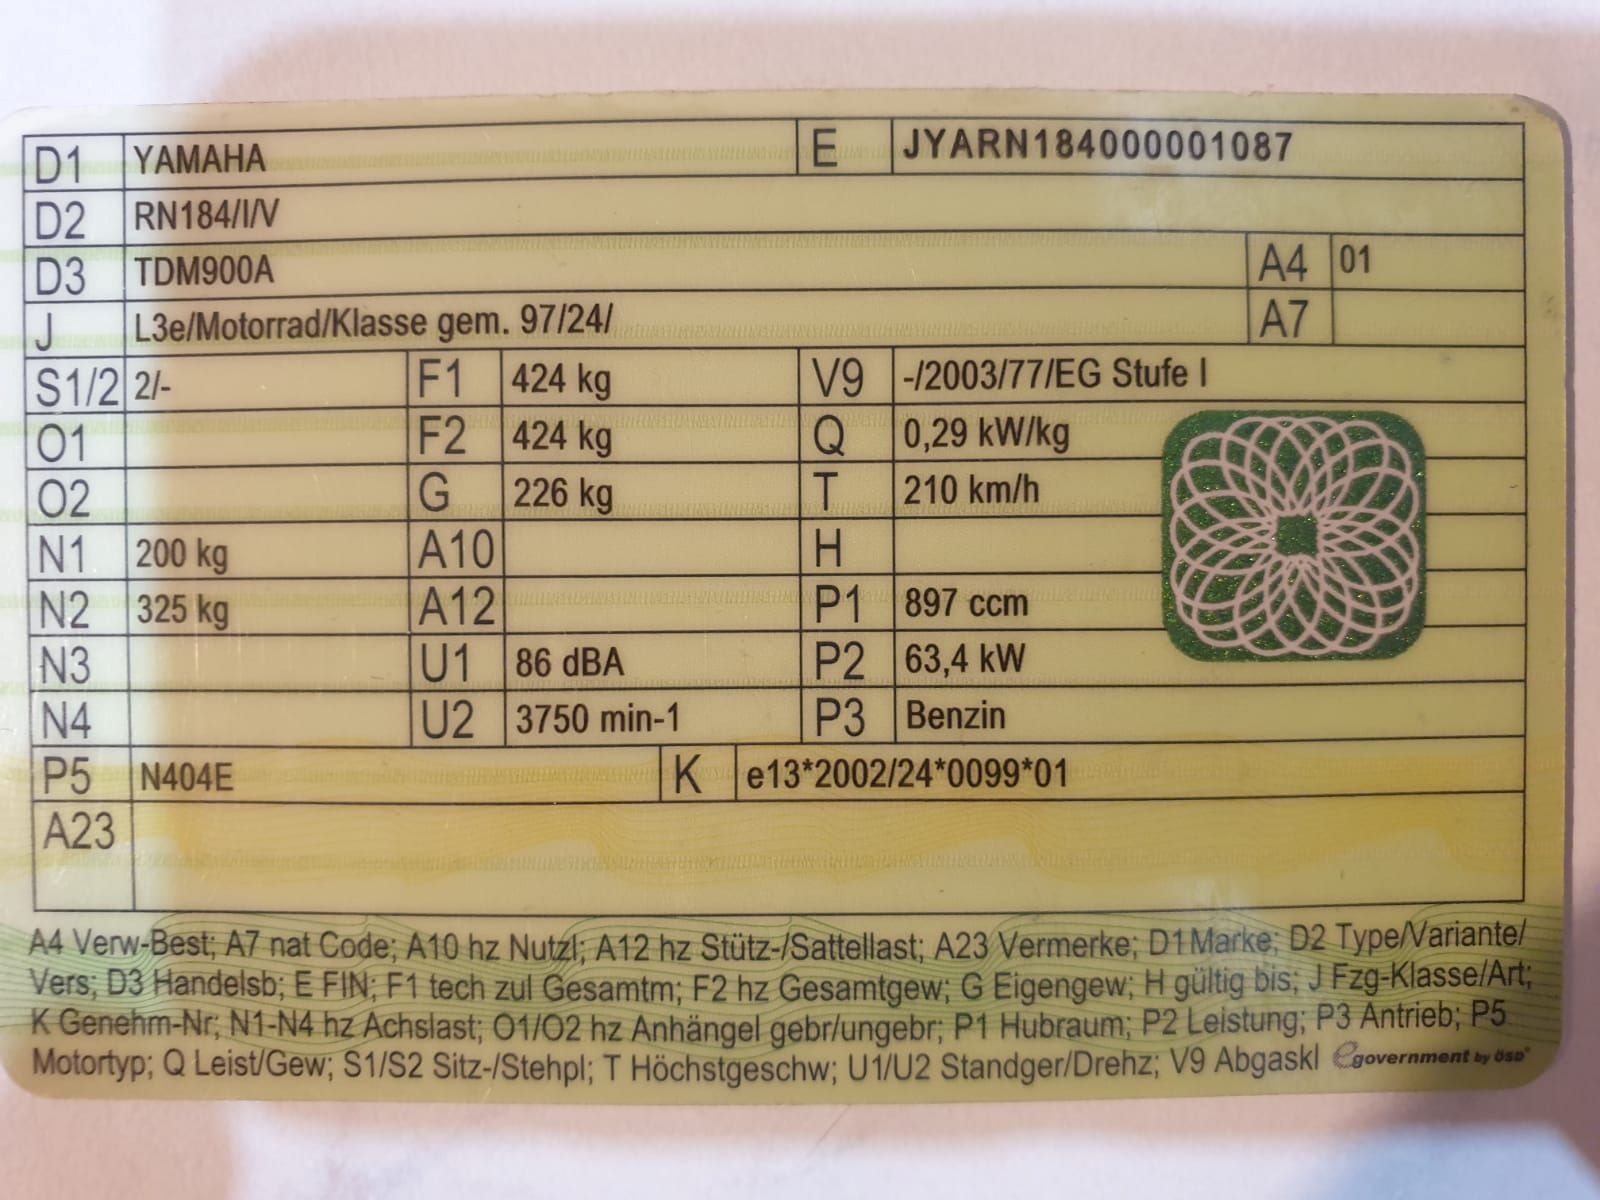 D1 YAMAHA E JYARN184000001087
D2 RN184/I/V
D3 TDM900A A4 01
J L3e/Motorrad/Klasse gem. 97/24/ A7
S1/2 2/- F1 424 kg V9 -/2003/77/EG Stufe I
O1 F2 424 kg Q 0,29 kW/kg
O2 G 226 kg T 210 km/h
N1 200 kg A10 H
N2 325 kg A12 P1 897 ccm
N3 U1 86 dBA P2 63,4 kW
N4 U2 3750 min-1 P3 Benzin
P5 N404E K e13*2002/24*0099*01
A23
A4 Verw-Best; A7 nat Code; A10 hz Nutzl; A12 hz Stütz-/Sattellast; A23 Vermerke; D1 Marke; D2 Type/Variante/
Vers; D3 Handelsb; E FIN; F1 tech zul Gesamtm; F2 hz Gesamtgew; G Eigengew; H gültig bis; J Fzg-Klasse/Art;
K Genehm-Nr; N1-N4 hz Achslast; O1/O2 hz Anhängel gebr/ungebr; P1 Hubraum; P2 Leistung; P3 Antrieb; P5
Motortyp; Q Leist/Gew; S1/S2 Sitz-/Stehpl; T Höchstgeschw; U1/U2 Standger/Drehz; V9 Abgaskl egovernment by ÖSD